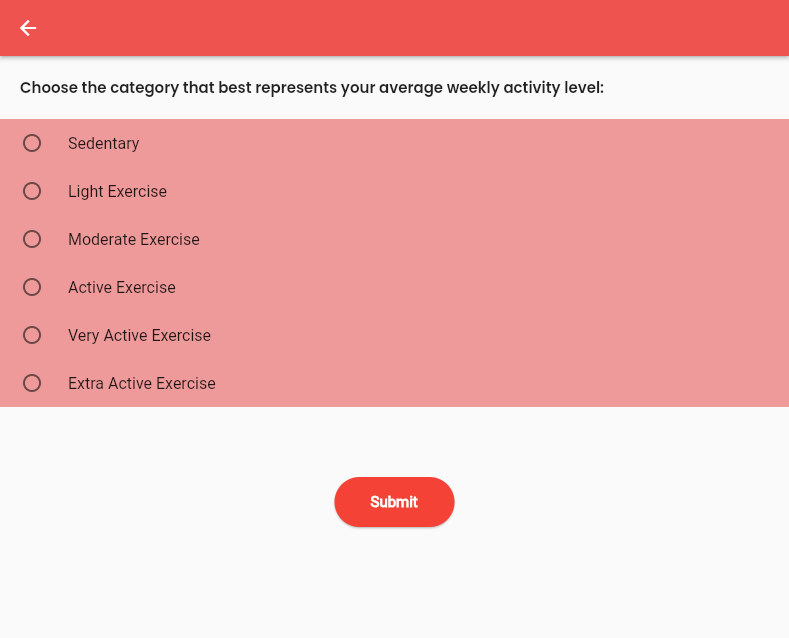 Choose the category that best represents your average weekly activity level:
Sedentary
Light Exercise
Moderate Exercise
Active Exercise
Very Active Exercise
Extra Active Exercise
Submit